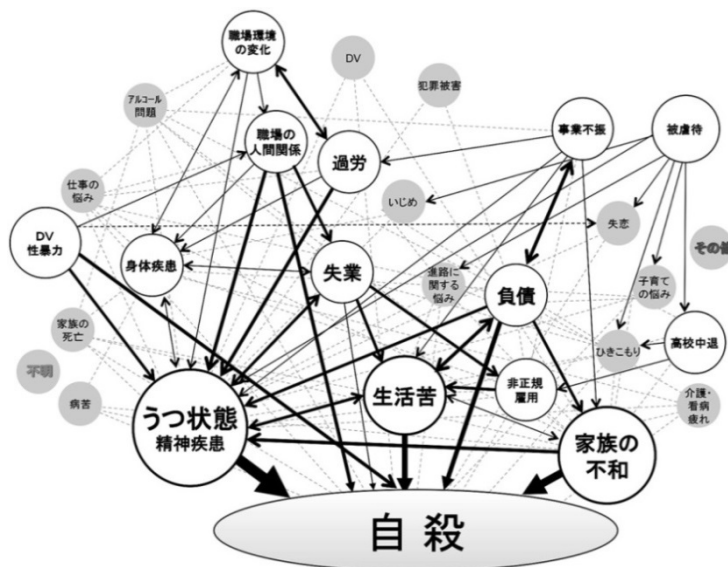 職場環境
の変化
DV
犯罪被害
アルコール
問題
職場の
人間関係
過労
事業不振
被虐待
仕事の
悩み
いじめ
DV
性暴力
失恋
その他
身体疾患
失業
進路に
関する
悩み
負債
子育て
の悩み
家族の
死亡
ひきこもり
高校中退
不明
病苦
うつ状態
精神疾患
生活苦
非正規
雇用
介護・
看病
疲れ
家族の
不和
自殺